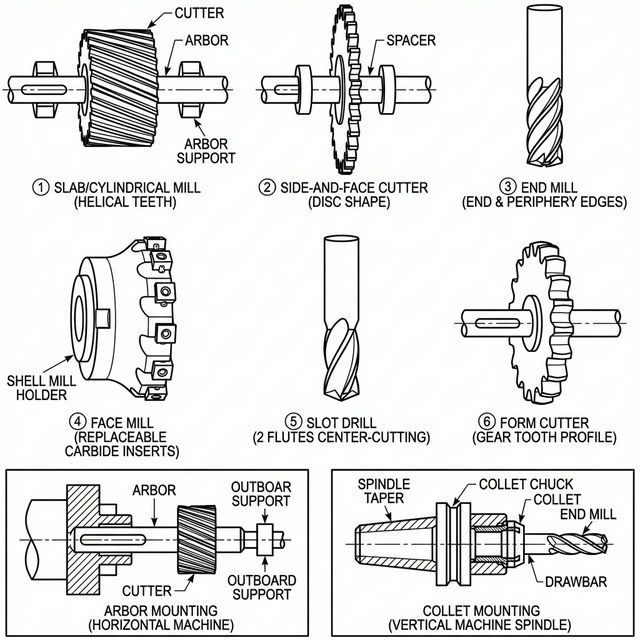 CUTTER
ARBOR
ARBOR
SUPPORT
① SLAB/CYLINDRICAL MILL
(HELICAL TEETH)
SPACER
② SIDE-AND-FACE CUTTER
(DISC SHAPE)
③ END MILL
(END & PERIPHERY EDGES)
SHELL MILL
HOLDER
④ FACE MILL
(REPLACEABLE
CARBIDE INSERTS)
⑤ SLOT DRILL
(2 FLUTES CENTER-CUTTING)
⑥ FORM CUTTER
(GEAR TOOTH PROFILE)
ARBOR
OUTBOAR
SUPPORT
CUTTER
OUTBOARD
SUPPORT
ARBOR MOUNTING
(HORIZONTAL MACHINE)
SPINDLE
TAPER
COLLET CHUCK
COLLET
END MILL
DRAWBAR
COLLET MOUNTING
(VERTICAL MACHINE SPINDLE)